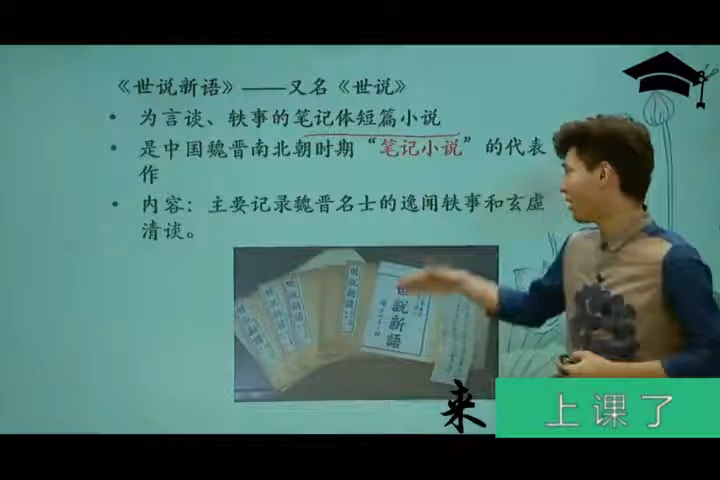 《世说新语》——又名《世说》
• 为言谈、轶事的笔记体短篇小说
• 是中国魏晋南北朝时期“笔记小说”的代表
作
• 内容：主要记录魏晋名士的逸闻轶事和玄虚
清谈。
世說新語
来 上课了